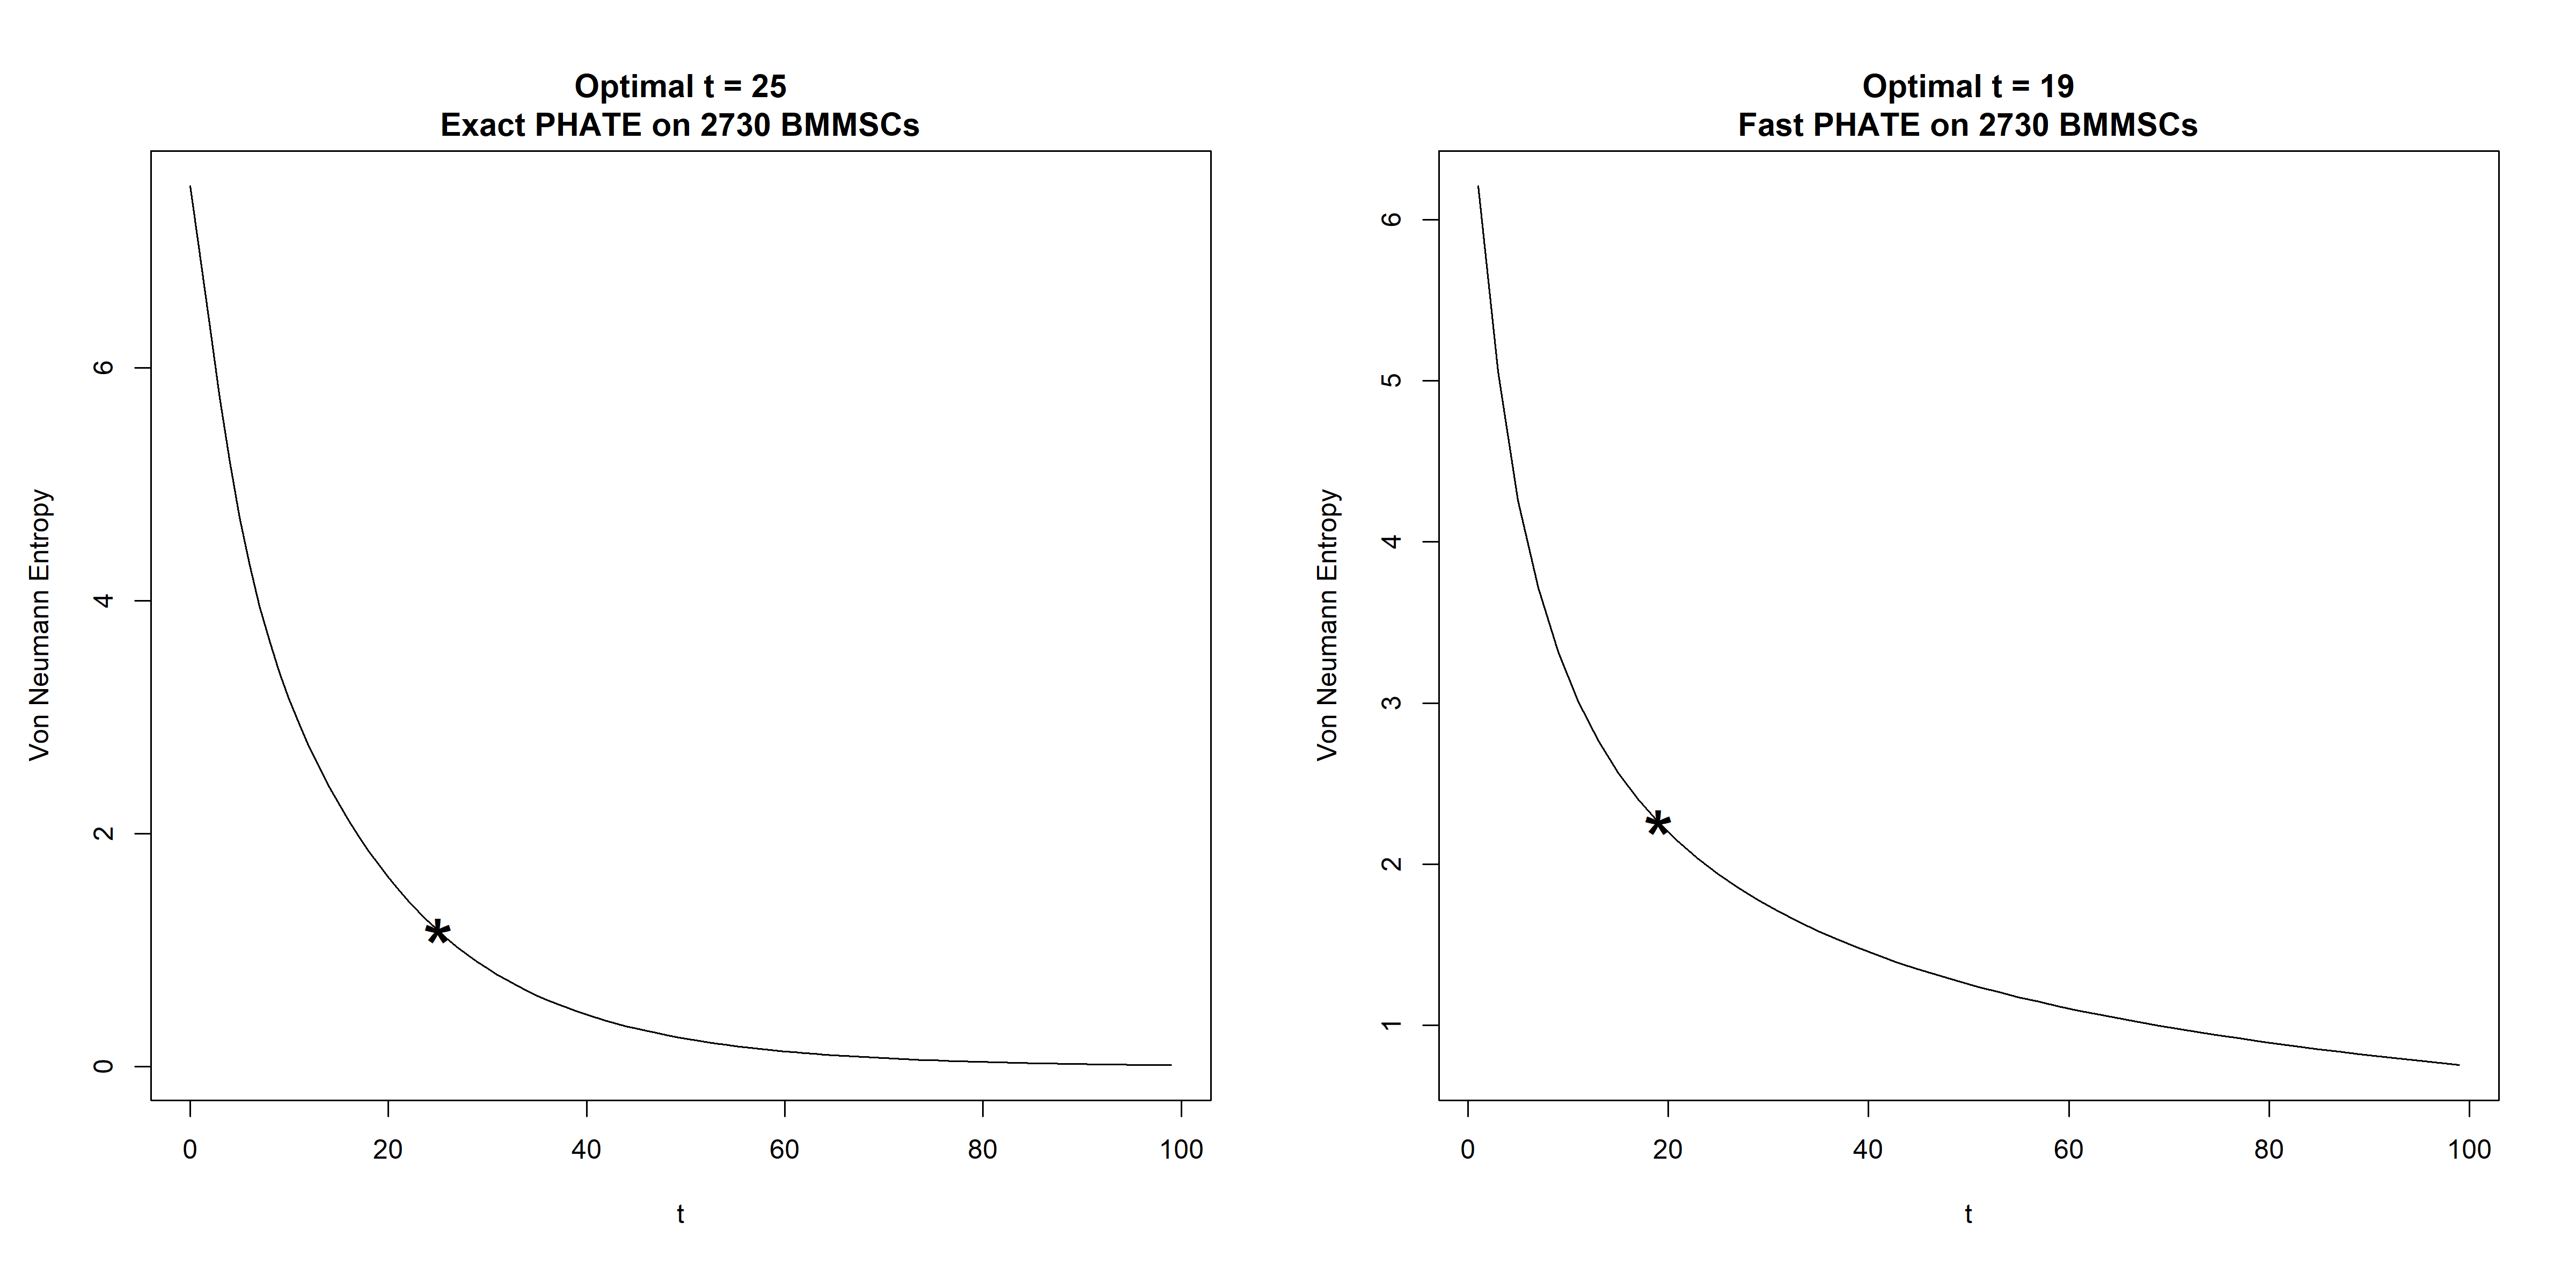 Optimal t = 25
Exact PHATE on 2730 BMMSCs
Von Neumann Entropy
6
4
2
0
0 20 40 60 80 100
t
Optimal t = 19
Fast PHATE on 2730 BMMSCs
Von Neumann Entropy
6
5
4
3
2
1
0 20 40 60 80 100
t